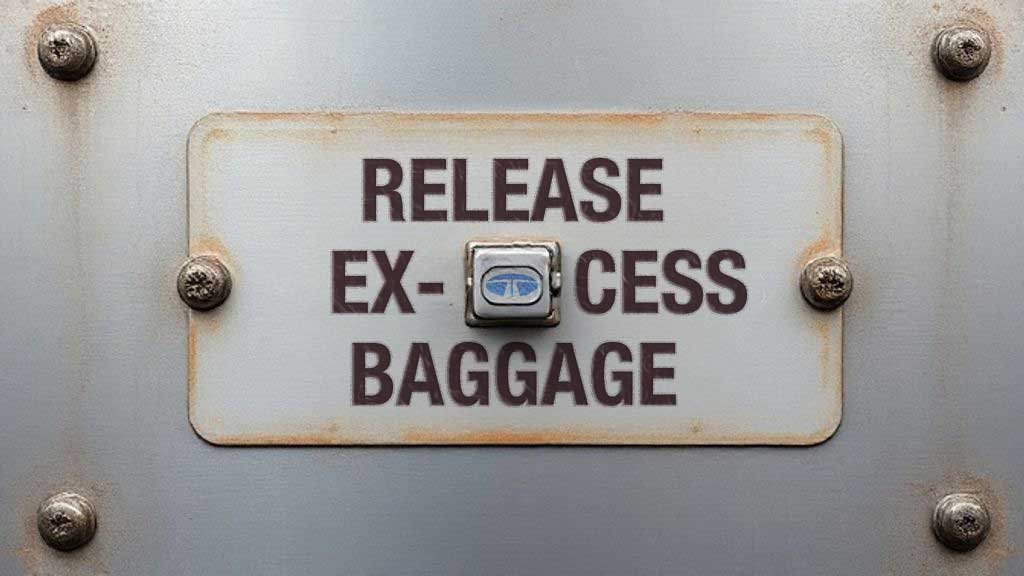 RELEASE
EX- CESS
BAGGAGE